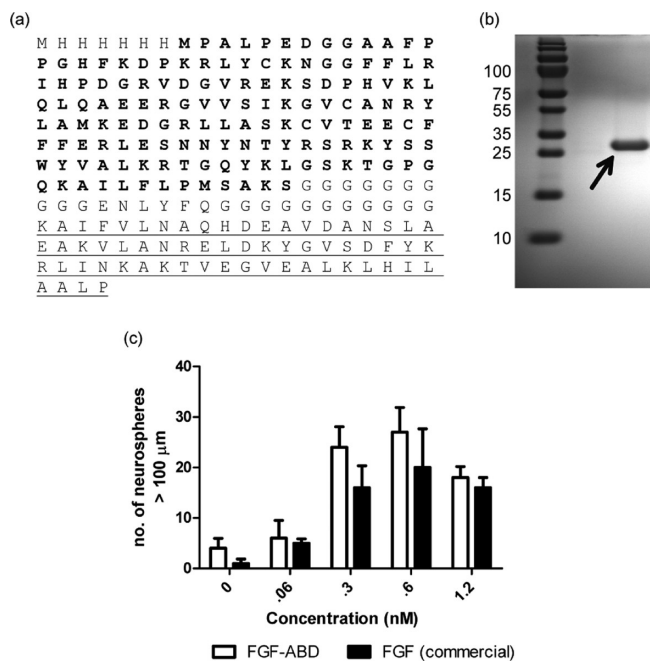 (a)
M H H H H H H M P A L P E D G G A A F P
P G H F K D P K R L Y C K N G G F F L R
I H P D G R V D G V R E K S D P H V K L
Q L Q A E E R G V V S I K G V C A N R Y
L A M K E D G R L L A S K C V T E E C F
F F E R L E S N N Y N T Y R S R K Y S S
W Y V A L K R T G Q Y K L G S K T G P G
Q K A I L F L P M S A K S G G G G G G G
G G G E N L Y F Q G G G G G G G G G G G
K A I F V L N A Q H D E A V D A N S L A
E A K V L A N R E L D K Y G V S D F Y K
R L I N K A K T V E G V E A L K L H I L
A A L P
(b)
100
75
55
35
25
15
10
(c)
no. of neurospheres
> 100 μm
40
30
20
10
0
0
.06
.3
.6
1.2
Concentration (nM)
FGF-ABD
FGF (commercial)